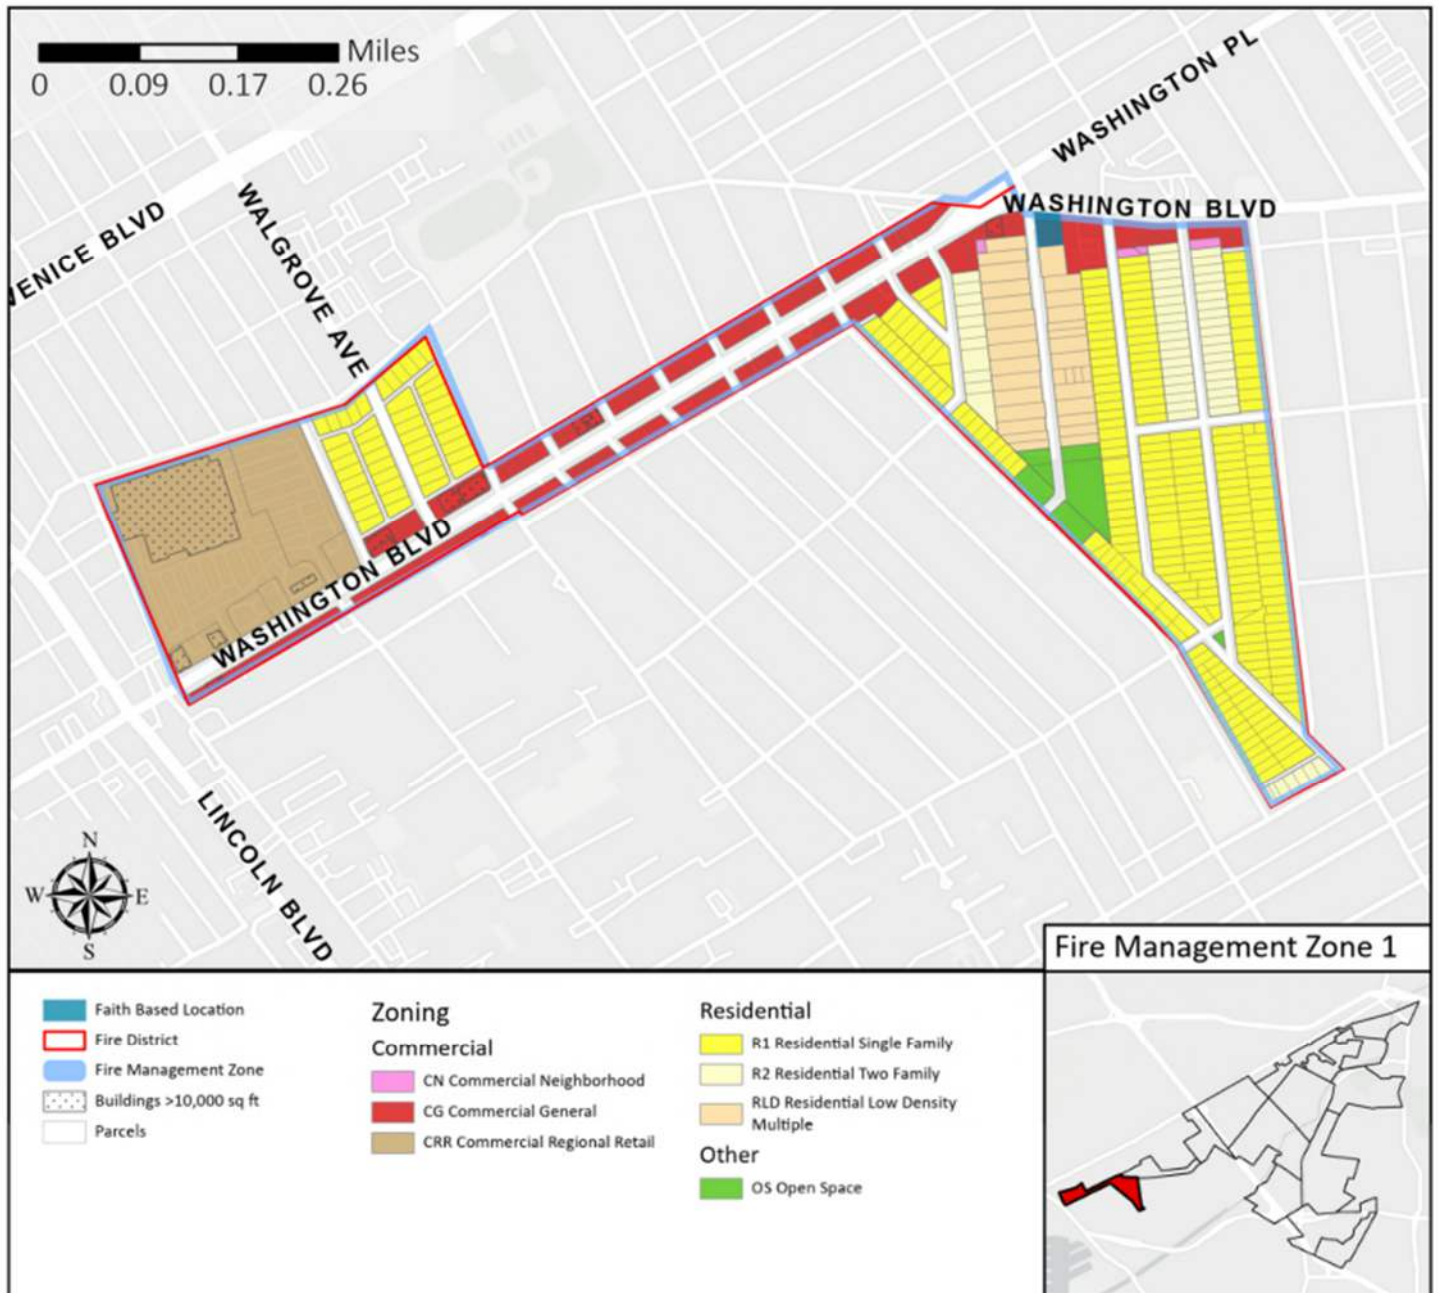 Miles
0 0.09 0.17 0.26
WASHINGTON PL
VENICE BLVD
WALGROVE AVE
WASHINGTON BLVD
WASHINGTON BLVD
LINCOLN BLVD
N
W E
S
Fire Management Zone 1
Faith Based Location
Fire District
Fire Management Zone
Buildings >10,000 sq ft
Parcels
Zoning
Commercial
CN Commercial Neighborhood
CG Commercial General
CRR Commercial Regional Retail
Residential
R1 Residential Single Family
R2 Residential Two Family
RLD Residential Low Density
Multiple
Other
OS Open Space